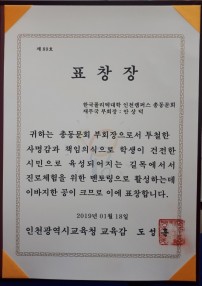 제 88호
표 창 장
한국폴리텍대학 인천캠퍼스 총동문회
제주국 부회장 : 안 상 덕
귀하는 총동문회 부회장으로서 투철한
사명감과 책임의식으로 학생이 건전한
시민으로 육성되어지는 길목에서서
진로체험을 위한 멘토링으로 활성하는데
이바지한 공이 크므로 이에 표창합니다.
2019년 01월 18일
인천광역시교육청 교육감 도 성 훈